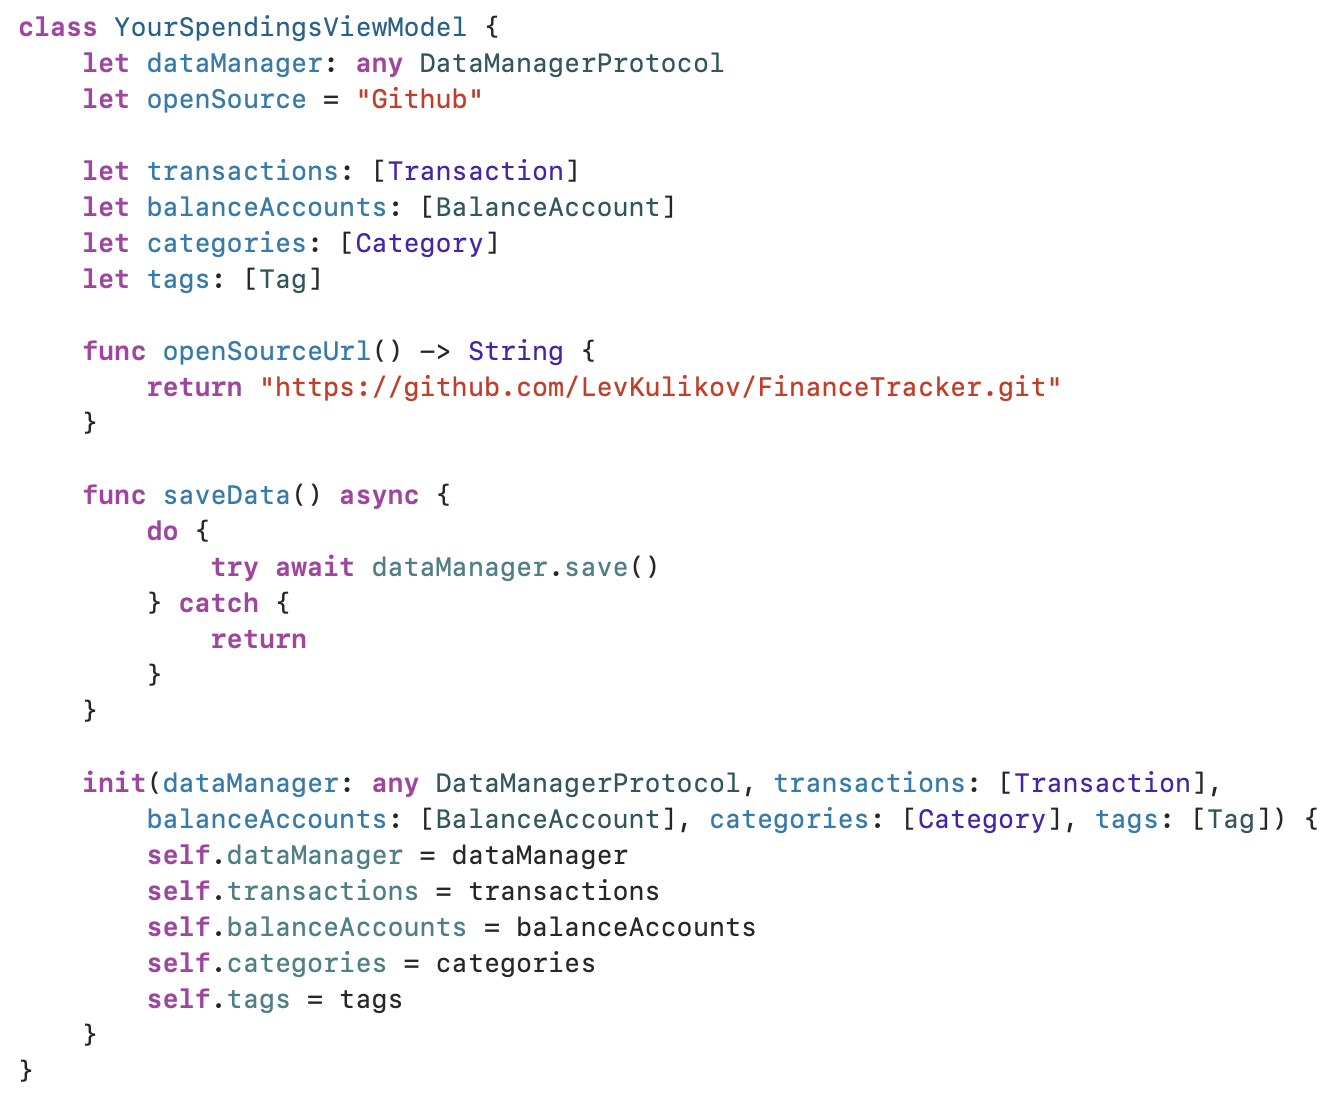 class YourSpendingsViewModel {
    let dataManager: any DataManagerProtocol
    let openSource = "Github"

    let transactions: [Transaction]
    let balanceAccounts: [BalanceAccount]
    let categories: [Category]
    let tags: [Tag]

    func openSourceUrl() -> String {
        return "https://github.com/LevKulikov/FinanceTracker.git"
    }

    func saveData() async {
        do {
            try await dataManager.save()
        } catch {
            return
        }
    }

    init(dataManager: any DataManagerProtocol, transactions: [Transaction],
        balanceAccounts: [BalanceAccount], categories: [Category], tags: [Tag]) {
        self.dataManager = dataManager
        self.transactions = transactions
        self.balanceAccounts = balanceAccounts
        self.categories = categories
        self.tags = tags
    }
}